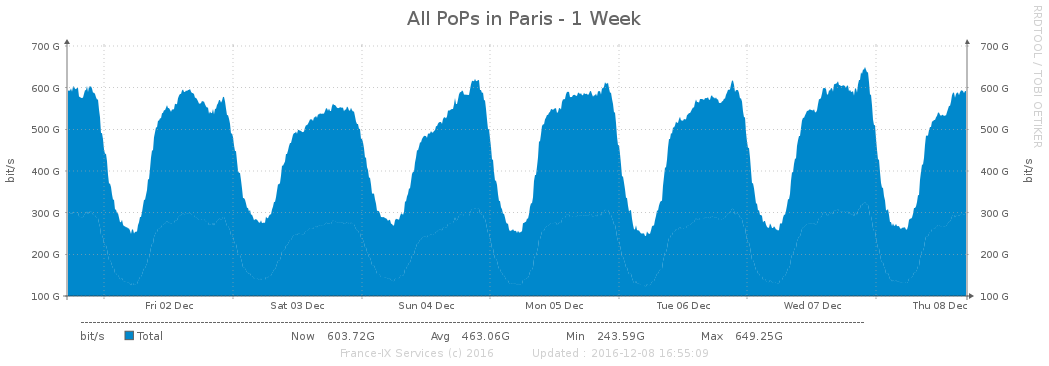 All PoPs in Paris - 1 Week
RRDTOOL / TOBI OETIKER
700 G 700 G
600 G 600 G
500 G 500 G
400 G 400 G
300 G 300 G
200 G 200 G
100 G 100 G
bit/s bit/s
Fri 02 Dec Sat 03 Dec Sun 04 Dec Mon 05 Dec Tue 06 Dec Wed 07 Dec Thu 08 Dec
bit/s Total Now 603.72G Avg 463.06G Min 243.59G Max 649.25G
France-IX Services (c) 2016 Updated : 2016-12-08 16:55:09